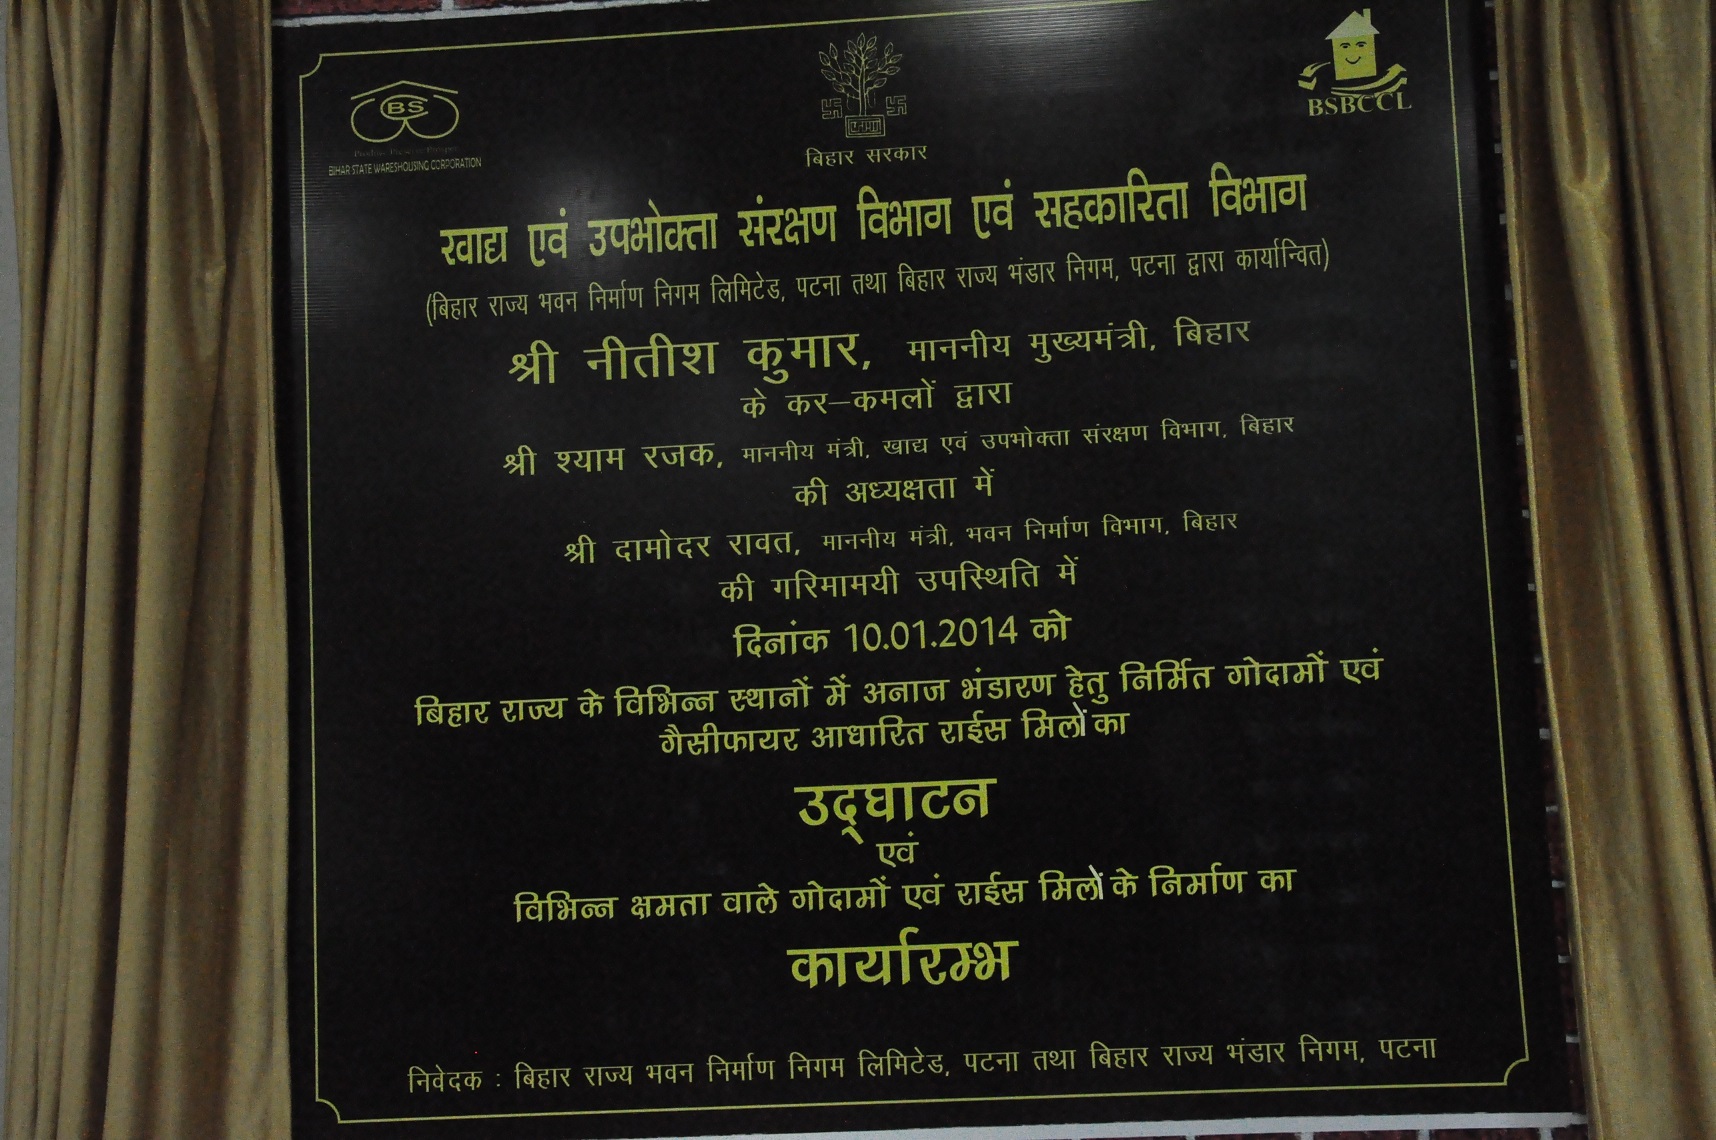 BS
BIHAR STATE WARESHOUSING CORPORATION
बिहार सरकार
BSBCCL
खाद्य एवं उपभोक्ता संरक्षण विभाग एवं सहकारिता विभाग
(बिहार राज्य भवन निर्माण निगम लिमिटेड, पटना तथा बिहार राज्य भंडार निगम, पटना द्वारा कार्यान्वित)
श्री नीतीश कुमार, माननीय मुख्यमंत्री, बिहार
के कर–कमलों द्वारा
श्री श्याम रजक, माननीय मंत्री, खाद्य एवं उपभोक्ता संरक्षण विभाग, बिहार
की अध्यक्षता में
श्री दामोदर रावत, माननीय मंत्री, भवन निर्माण विभाग, बिहार
की गरिमामयी उपस्थिति में
दिनांक 10.01.2014 को
बिहार राज्य के विभिन्न स्थानों में अनाज भंडारण हेतु निर्मित गोदामों एवं
गैसीफायर आधारित राईस मिलों का
उद्घाटन
एवं
विभिन्न क्षमता वाले गोदामों एवं राईस मिलों के निर्माण का
कार्यारम्भ
निवेदक : बिहार राज्य भवन निर्माण निगम लिमिटेड, पटना तथा बिहार राज्य भंडार निगम, पटना